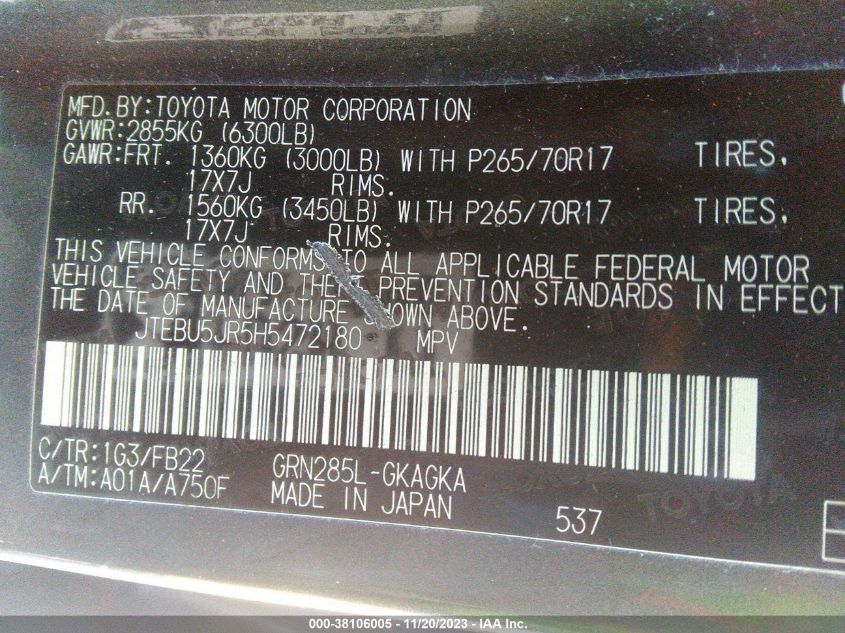 MFD.BY:TOYOTA MOTOR CORPORATION
GVWR:2855KG (6300LB)
GAWR:FRT. 1360KG (3000LB) WITH P265/70R17 TIRES,
17X7J RIMS.
RR. 1560KG (3450LB) WITH P265/70R17 TIRES,
17X7J RIMS.
THIS VEHICLE CONFORMS TO ALL APPLICABLE FEDERAL MOTOR
VEHICLE SAFETY AND THEFT PREVENTION STANDARDS IN EFFECT
THE DATE OF MANUFACTURE SHOWN ABOVE.
JTEBU5JR5H5472180 MPV
C/TR:1G3/FB22
A/TM:A01A/A750F
GRN285L-GKAGKA
MADE IN JAPAN
537
TOYOTA
000-38106005 - 11/20/2023 - IAA Inc.